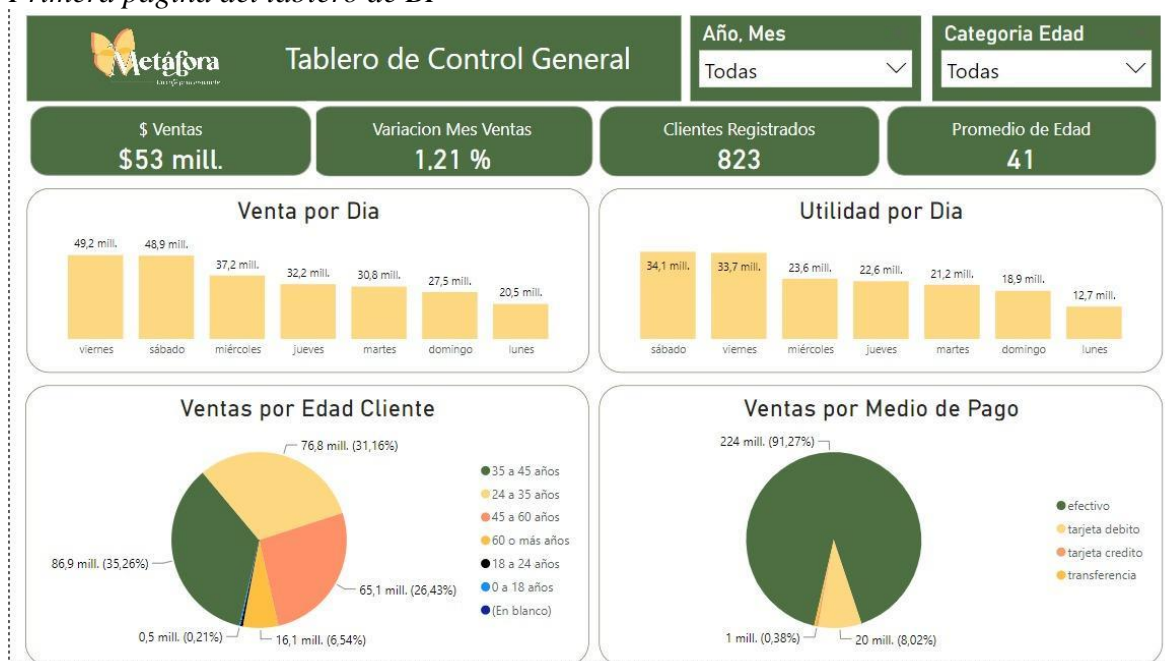 Primera página del tablero de BI
Metáfora
Tablero de Control General
Año, Mes
Todas
Categoria Edad
Todas
$ Ventas
$53 mill.
Variacion Mes Ventas
1,21 %
Clientes Registrados
823
Promedio de Edad
41
Venta por Dia
49,2 mill.
48,9 mill.
37,2 mill.
32,2 mill.
30,8 mill.
27,5 mill.
20,5 mill.
viernes
sábado
miércoles
jueves
martes
domingo
lunes
Utilidad por Dia
34,1 mill.
33,7 mill.
23,6 mill.
22,6 mill.
21,2 mill.
18,9 mill.
12,7 mill.
sábado
viernes
miércoles
jueves
martes
domingo
lunes
Ventas por Edad Cliente
76,8 mill. (31,16%)
86,9 mill. (35,26%)
65,1 mill. (26,43%)
0,5 mill. (0,21%)
16,1 mill. (6,54%)
35 a 45 años
24 a 35 años
45 a 60 años
60 o más años
18 a 24 años
0 a 18 años
(En blanco)
Ventas por Medio de Pago
224 mill. (91,27%)
1 mill. (0,38%)
20 mill. (8,02%)
efectivo
tarjeta debito
tarjeta credito
transferencia